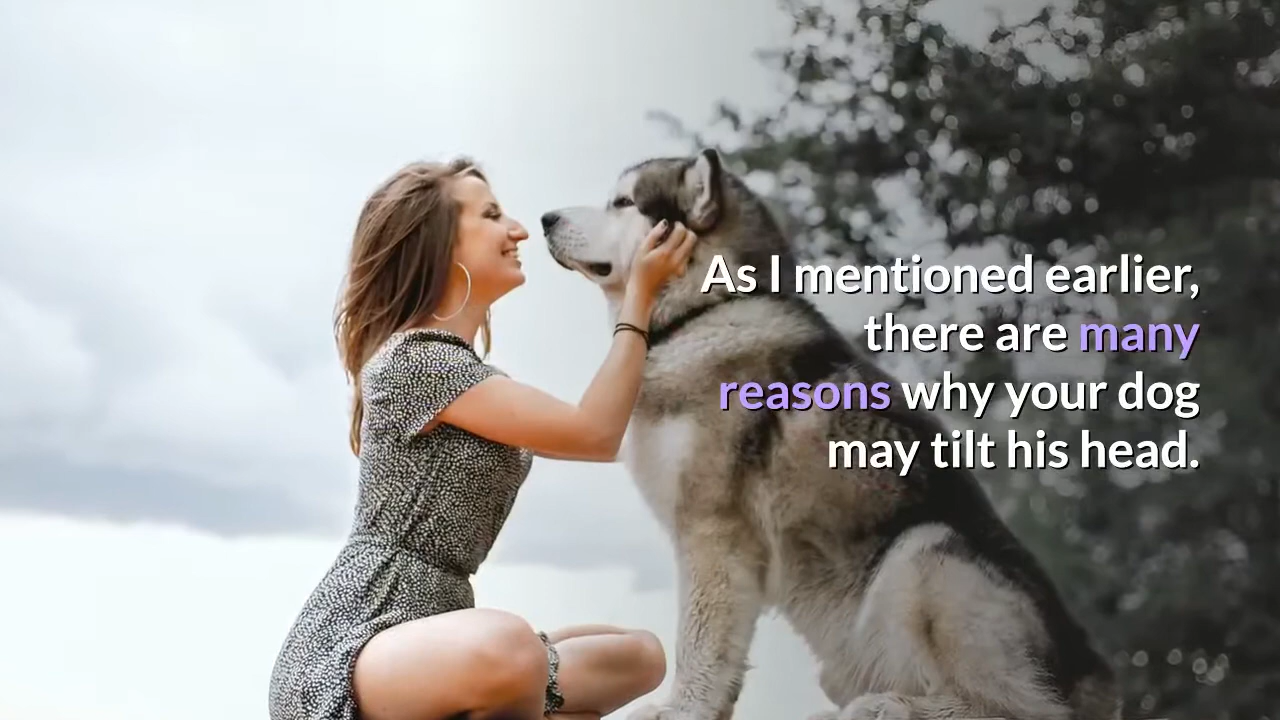 As I mentioned earlier,
there are many
reasons why your dog
may tilt his head.